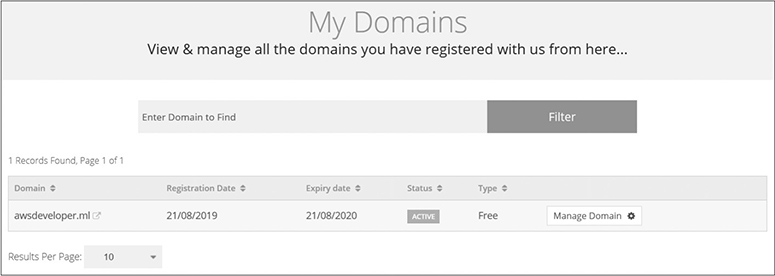 My Domains
View & manage all the domains you have registered with us from here...
Enter Domain to Find Filter
1 Records Found, Page 1 of 1
Domain Registration Date Expiry date Status Type
awsdeveloper.ml 21/08/2019 21/08/2020 ACTIVE Free Manage Domain
Results Per Page: 10